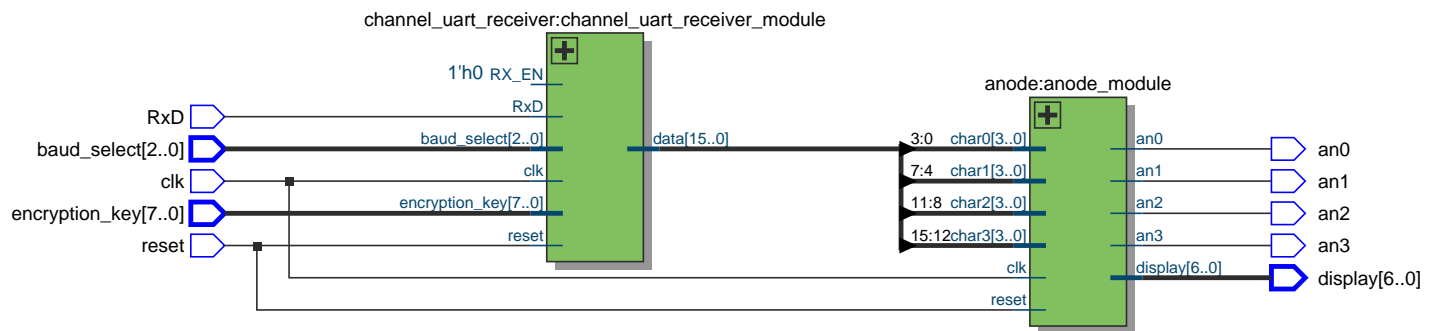 channel_uart_receiver:channel_uart_receiver_module
1'h0 RX_EN
anode:anode_module
RxD RxD
baud_select[2..0] baud_select[2..0] data[15..0] 3:0 char0[3..0] an0 an0
clk clk 7:4 char1[3..0] an1 an1
encryption_key[7..0] encryption_key[7..0] 11:8 char2[3..0] an2 an2
reset reset 15:12 char3[3..0] an3 an3
clk display[6..0] display[6..0]
reset